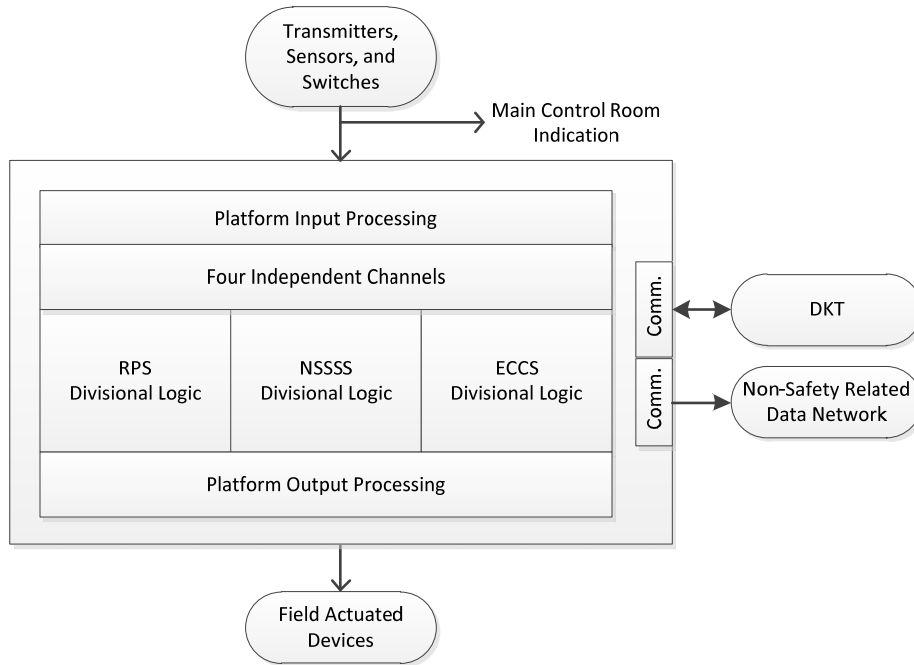 Transmitters,
Sensors, and
Switches
Main Control Room
Indication
Platform Input Processing
Four Independent Channels
RPS
Divisional Logic
NSSSS
Divisional Logic
ECCS
Divisional Logic
Platform Output Processing
Comm.
DKT
Comm.
Non-Safety Related
Data Network
Field Actuated
Devices